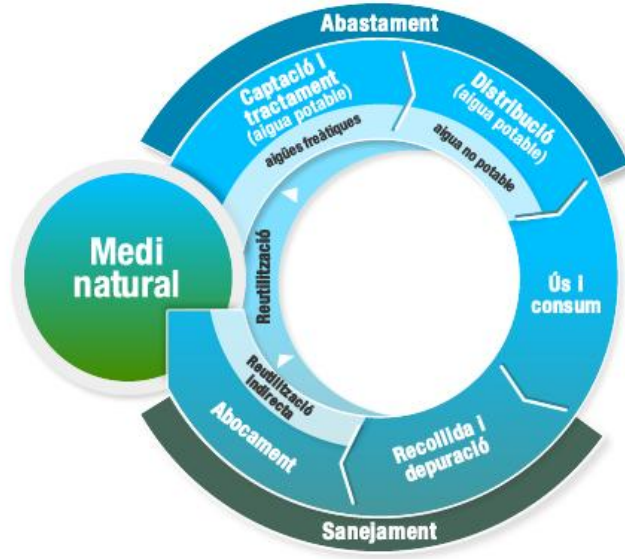 Abastament
Captació i
tractament
(aigua potable)
aigües freàtiques
Distribució
(aigua potable)
aigua no potable
Medi
natural
Reutilització
Ús i
consum
Reutilització
indirecta
Abocament
Recollida i
depuració
Sanejament